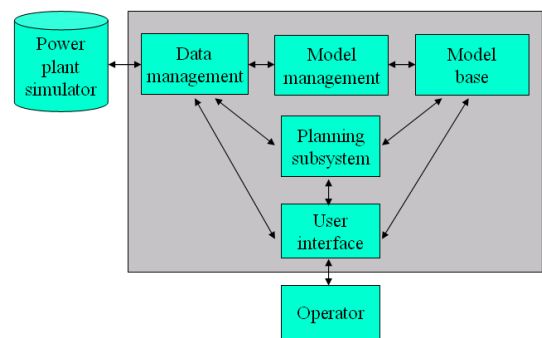 Power
plant
simulator
Data
management
Model
management
Model
base
Planning
subsystem
User
interface
Operator